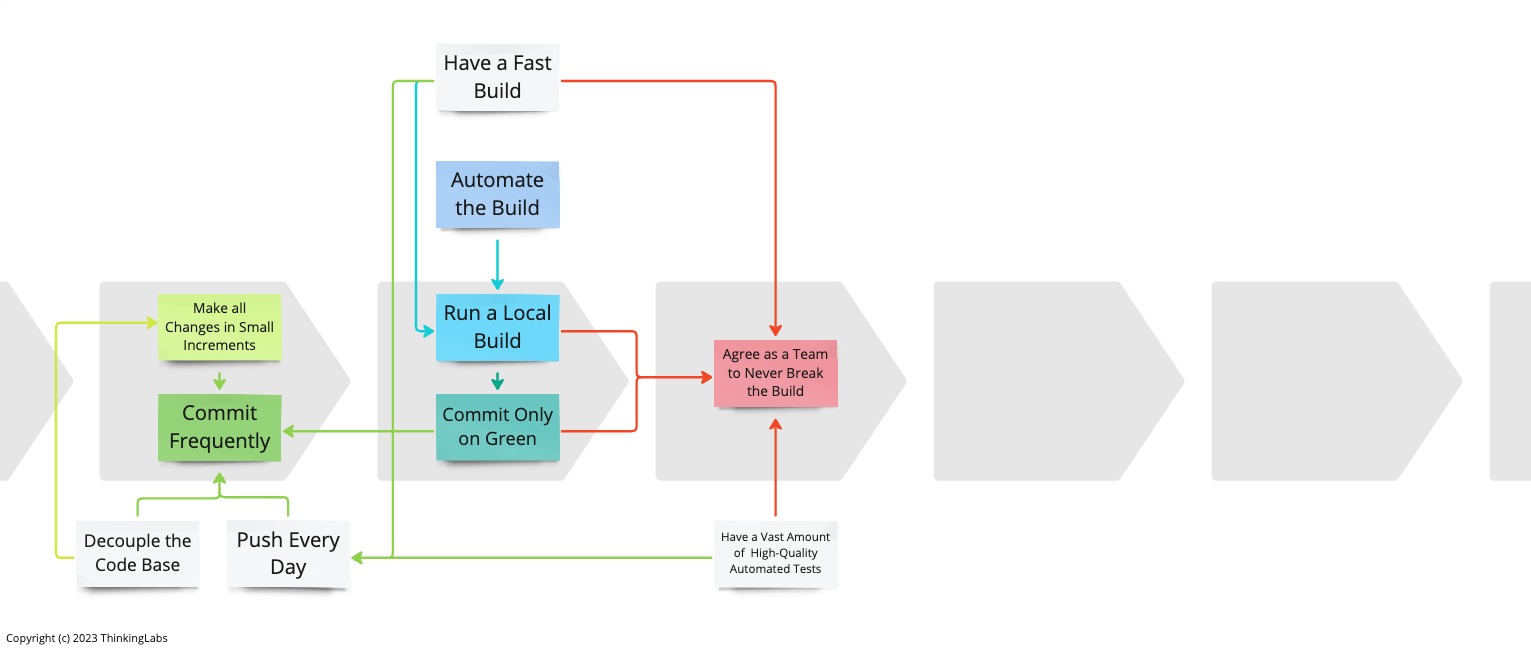 Have a Fast
Build
Automate
the Build
Make all
Changes in Small
Increments
Run a Local
Build
Agree as a Team
to Never Break
the Build
Commit
Frequently
Commit Only
on Green
Decouple the
Code Base
Push Every
Day
Have a Vast Amount
of High-Quality
Automated Tests
Copyright (c) 2023 ThinkingLabs